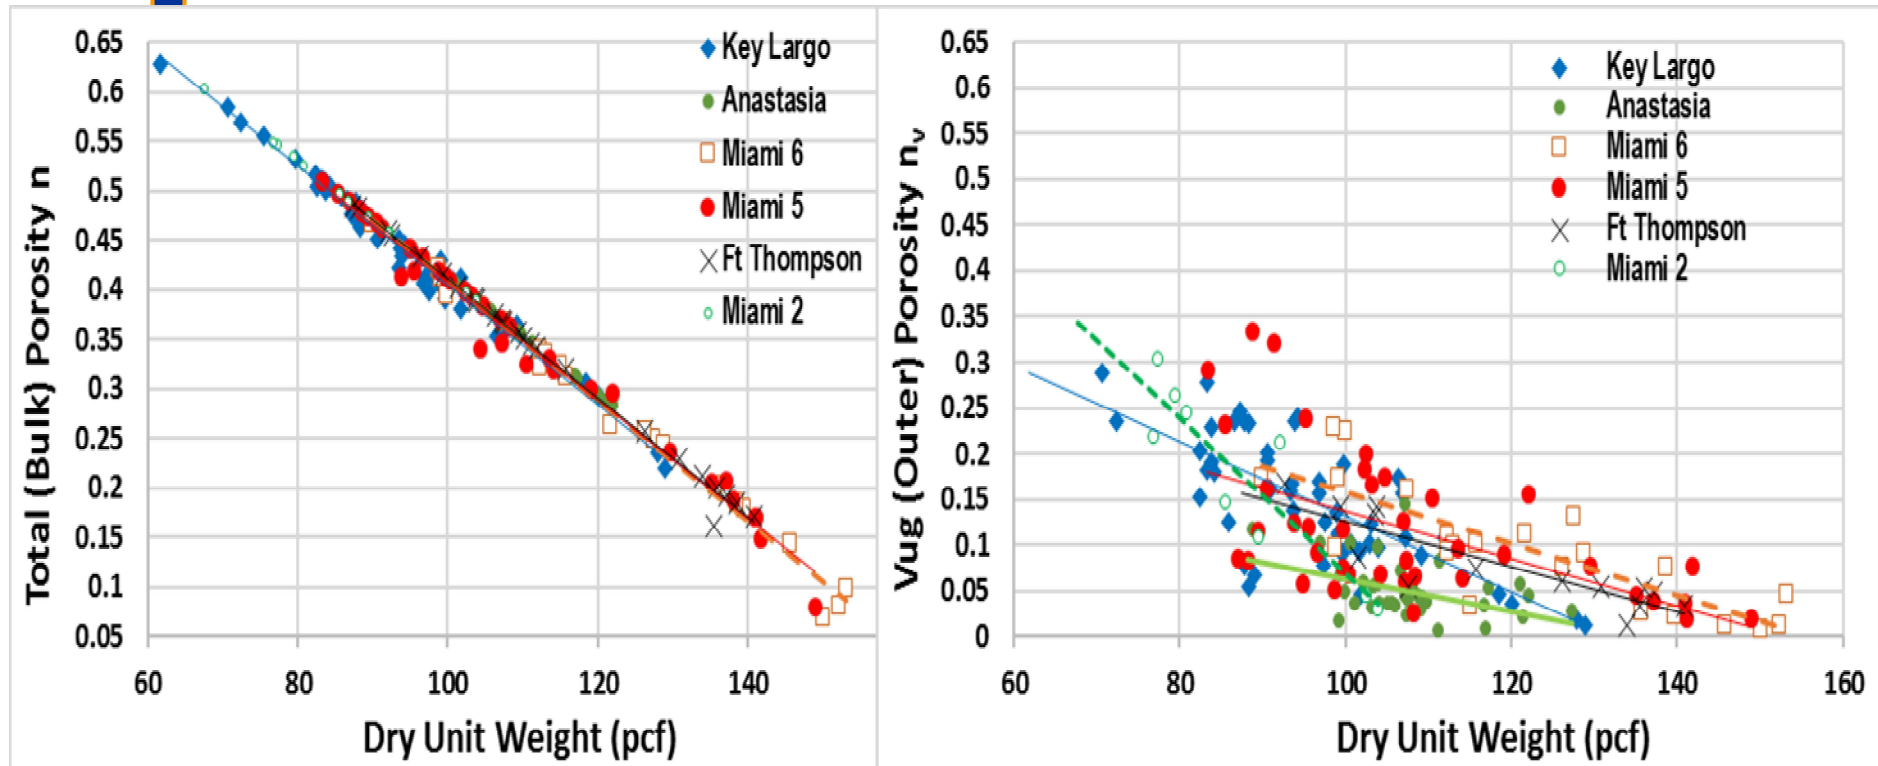 Total (Bulk) Porosity n
0.65
0.6
0.55
0.5
0.45
0.4
0.35
0.3
0.25
0.2
0.15
0.1
0.05
60 80 100 120 140
Dry Unit Weight (pcf)
Key Largo
Anastasia
Miami 6
Miami 5
Ft Thompson
Miami 2
Vug (Outer) Porosity nv
0.65
0.6
0.55
0.5
0.45
0.4
0.35
0.3
0.25
0.2
0.15
0.1
0.05
0
60 80 100 120 140 160
Dry Unit Weight (pcf)
Key Largo
Anastasia
Miami 6
Miami 5
Ft Thompson
Miami 2